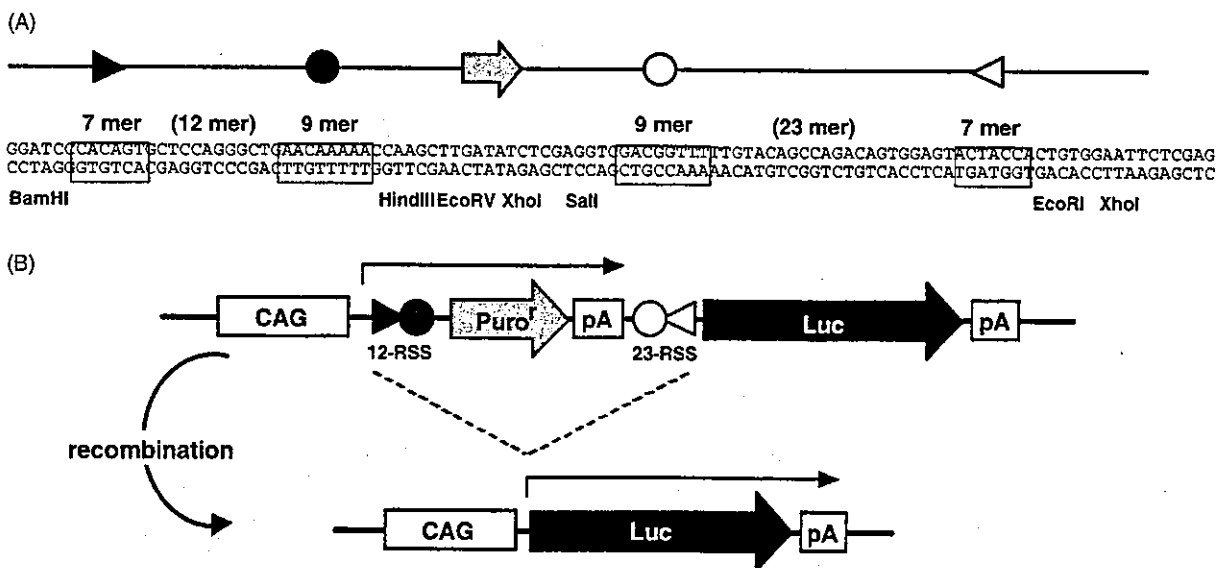 (A)
7 mer (12 mer) 9 mer 9 mer (23 mer) 7 mer
GGATCCCACAGTGCTCCAGGGCTGAACAAAAACCAAGCTTGATATCTCGAGGTCGACGGTTTTTGTACAGCCAGACAGTGGAGTACTACCACTGTGGAATTCTCGAG
CCTAGGGTGTCACGAGGTCCCGACTTGTTTTTGGTTCGAACTATAGAGCTCCAGCTGCCAAAAACATGTCGGTCTGTCACCTCATGATGGTGACACCTTAAGAGCTC
BamHI HindIII EcoRV XhoI SalI EcoRI XhoI
(B)
CAG Puroʳ pA Luc pA
12-RSS 23-RSS
recombination
CAG Luc pA